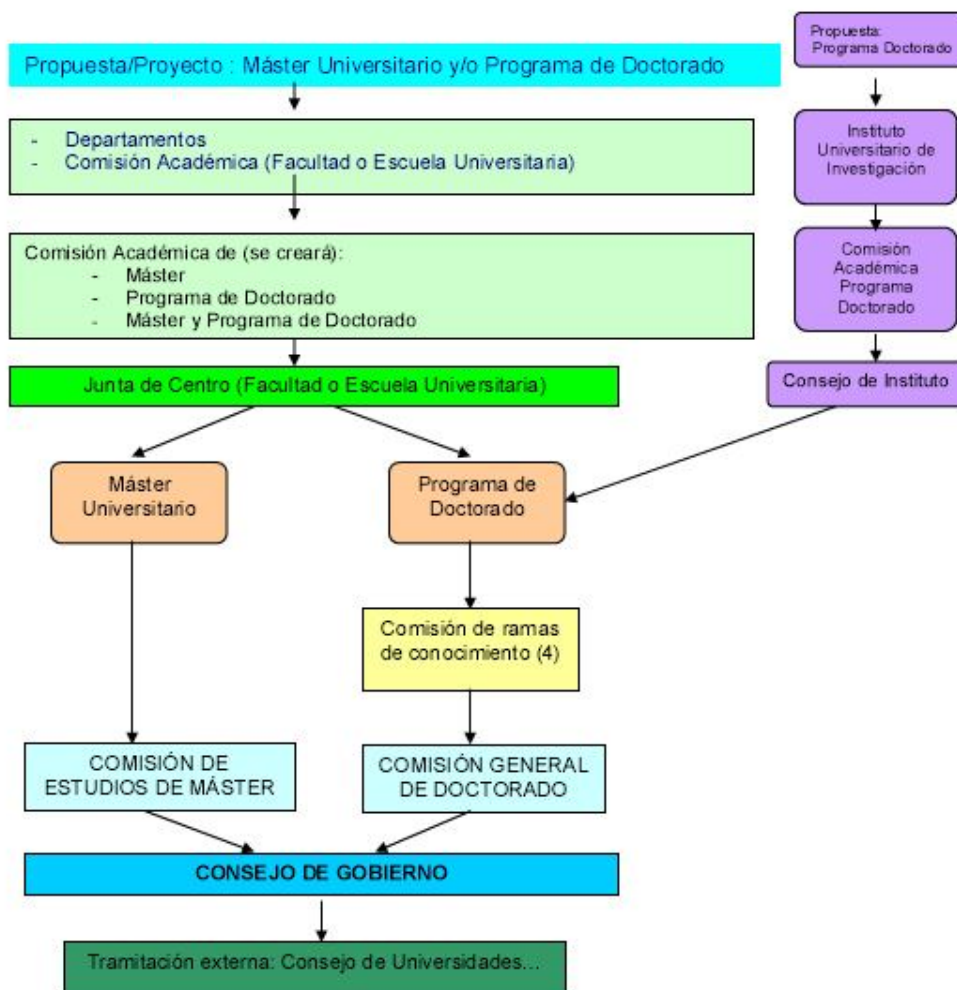 Propuesta/Proyecto : Máster Universitario y/o Programa de Doctorado
- Departamentos
- Comisión Académica (Facultad o Escuela Universitaria)
Comisión Académica de (se creará):
- Máster
- Programa de Doctorado
- Máster y Programa de Doctorado
Junta de Centro (Facultad o Escuela Universitaria)
Propuesta:
Programa Doctorado
Instituto
Universitario de
Investigación
Comisión
Académica
Programa
Doctorado
Consejo de Instituto
Máster
Universitario
Programa de
Doctorado
Comisión de ramas
de conocimiento (4)
COMISIÓN DE
ESTUDIOS DE MÁSTER
COMISIÓN GENERAL
DE DOCTORADO
CONSEJO DE GOBIERNO
Tramitación externa: Consejo de Universidades...